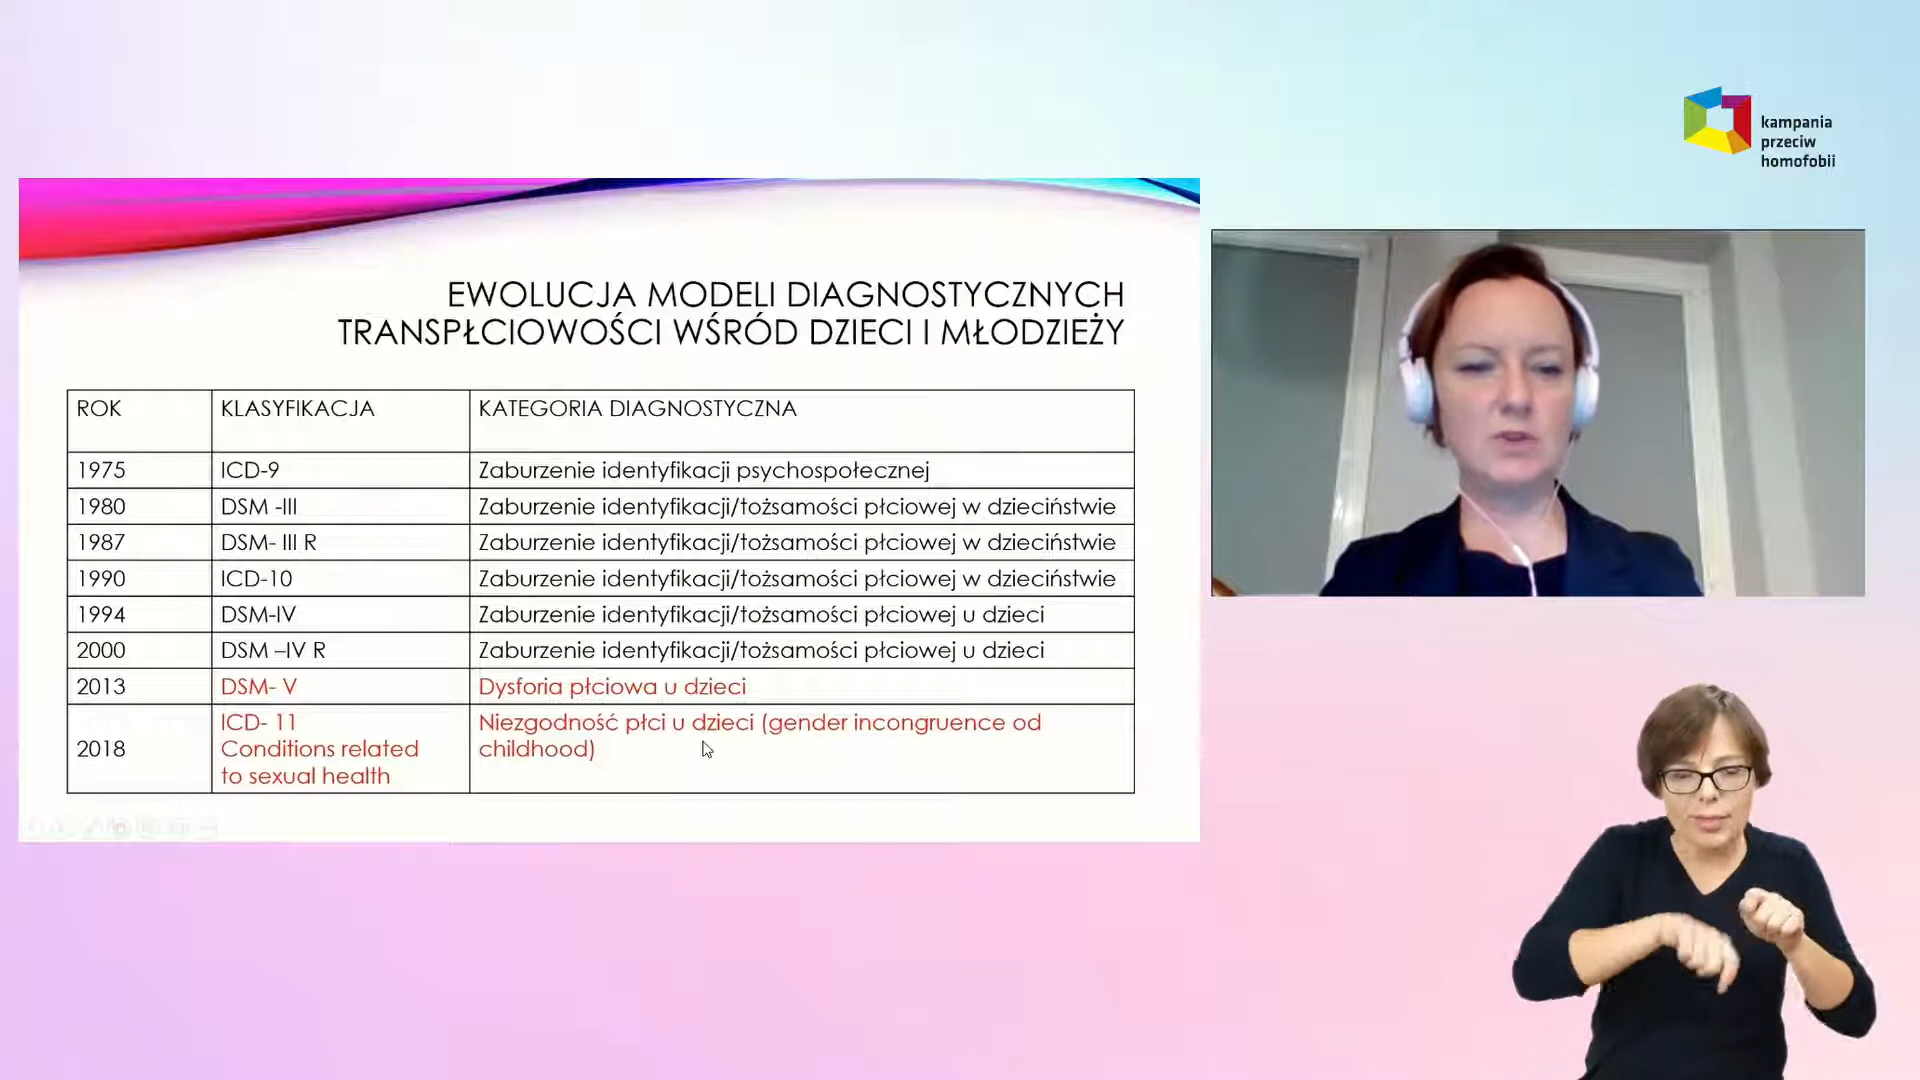 kampania
przeciw
homofobii
EWOLUCJA MODELI DIAGNOSTYCZNYCH
TRANSPŁCIOWOŚCI WŚRÓD DZIECI I MŁODZIEŻY
ROK KLASYFIKACJA KATEGORIA DIAGNOSTYCZNA
1975 ICD-9 Zaburzenie identyfikacji psychospołecznej
1980 DSM -III Zaburzenie identyfikacji/tożsamości płciowej w dzieciństwie
1987 DSM- III R Zaburzenie identyfikacji/tożsamości płciowej w dzieciństwie
1990 ICD-10 Zaburzenie identyfikacji/tożsamości płciowej w dzieciństwie
1994 DSM-IV Zaburzenie identyfikacji/tożsamości płciowej u dzieci
2000 DSM –IV R Zaburzenie identyfikacji/tożsamości płciowej u dzieci
2013 DSM- V Dysforia płciowa u dzieci
2018 ICD- 11
Conditions related
to sexual health
Niezgodność płci u dzieci (gender incongruence od
childhood)